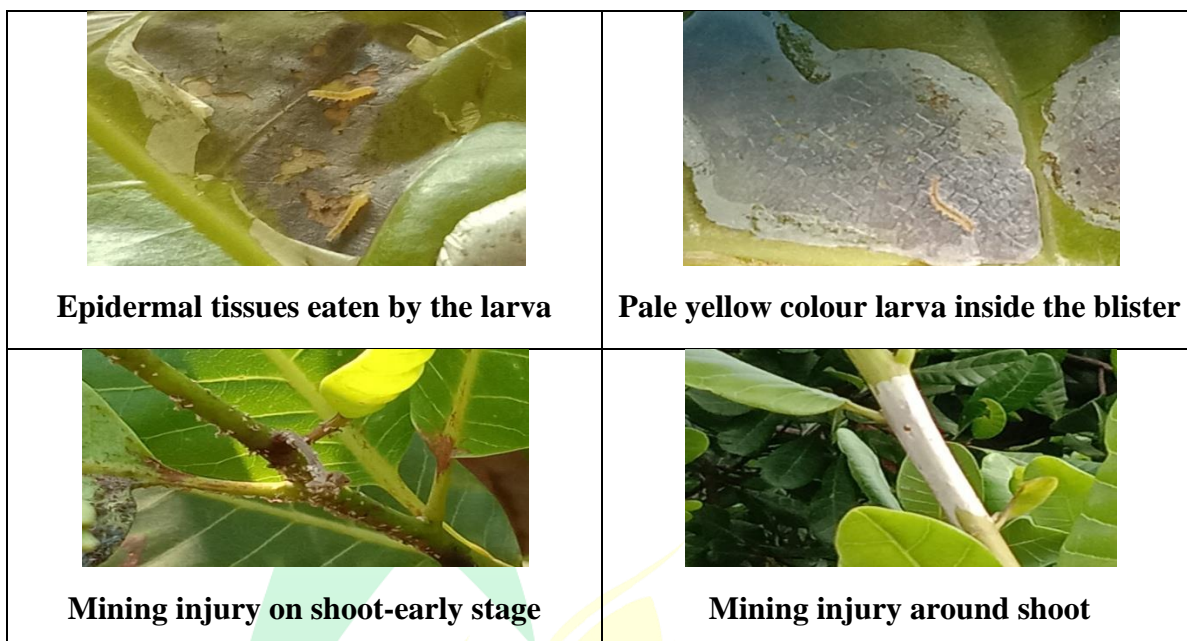 Epidermal tissues eaten by the larva
Pale yellow colour larva inside the blister
Mining injury on shoot-early stage
Mining injury around shoot